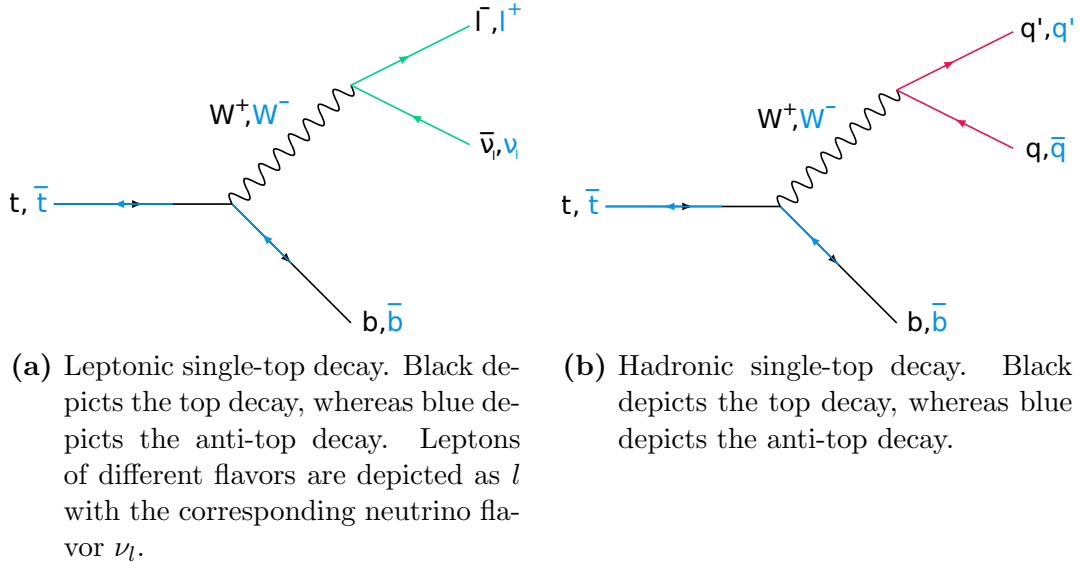 l⁻,l⁺
W⁺,W⁻
ν̄ₗ,νₗ
t, t̄
b,b̄
(a) Leptonic single-top decay. Black de-
picts the top decay, whereas blue de-
picts the anti-top decay. Leptons
of different flavors are depicted as l
with the corresponding neutrino fla-
vor νₗ.
q',q'
W⁺,W⁻
q,q̄
t, t̄
b,b̄
(b) Hadronic single-top decay. Black
depicts the top decay, whereas blue
depicts the anti-top decay.